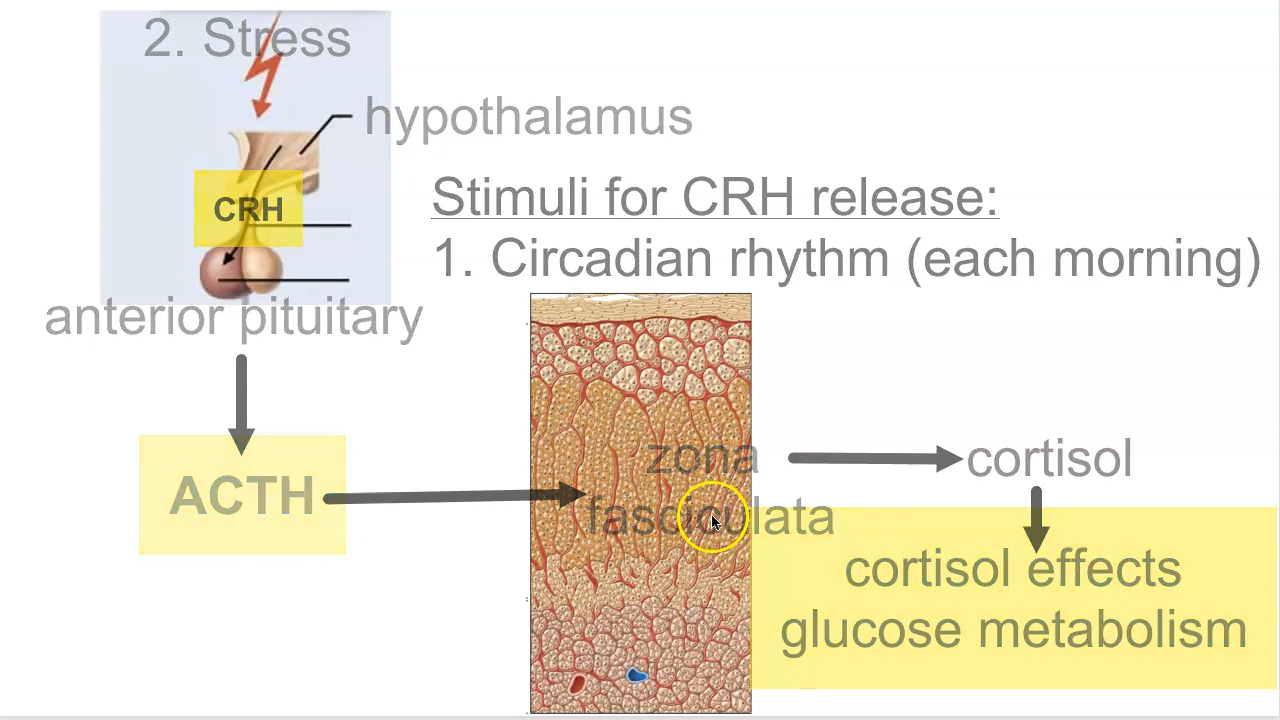 2. Stress
hypothalamus
CRH
Stimuli for CRH release:
1. Circadian rhythm (each morning)
anterior pituitary
ACTH
zona
fasciculata
cortisol
cortisol effects
glucose metabolism